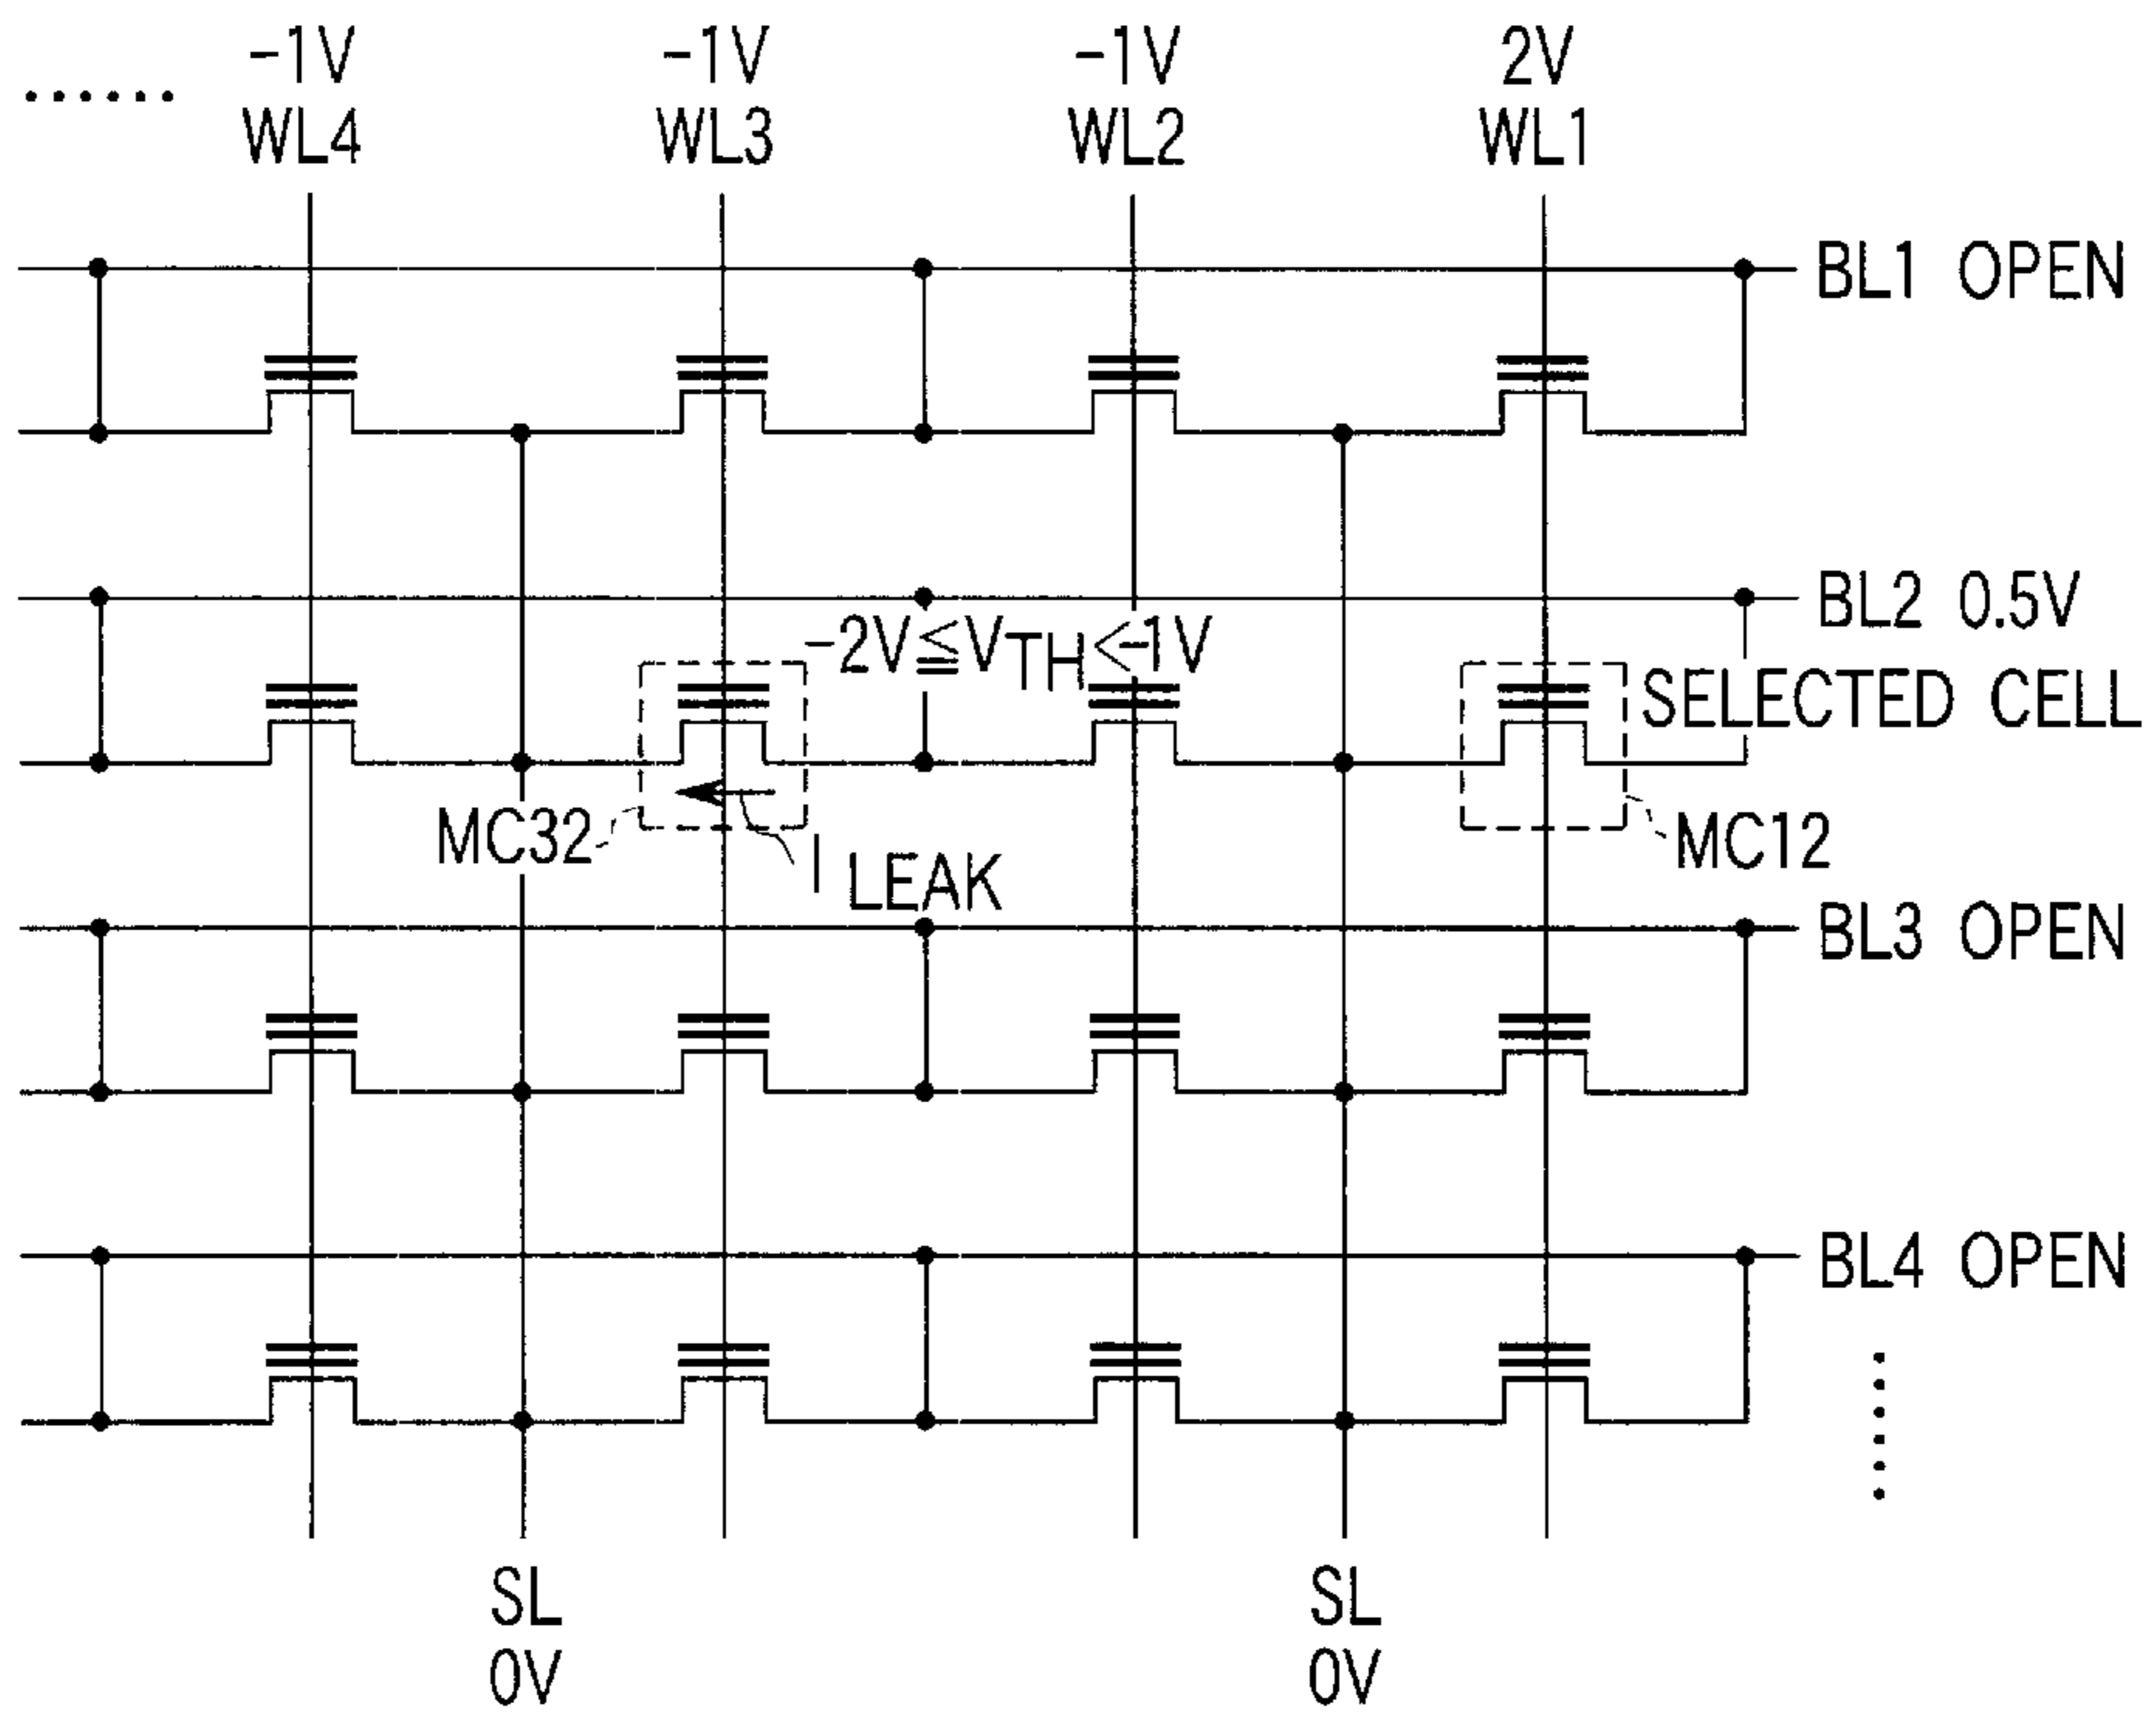 -1V -1V -1V 2V
...... WL4 WL3 WL2 WL1
BL1 OPEN
BL2 0.5V
-2V≦VTH<-1V
SELECTED CELL
MC32 MC12
ILEAK
BL3 OPEN
BL4 OPEN
SL SL
0V 0V